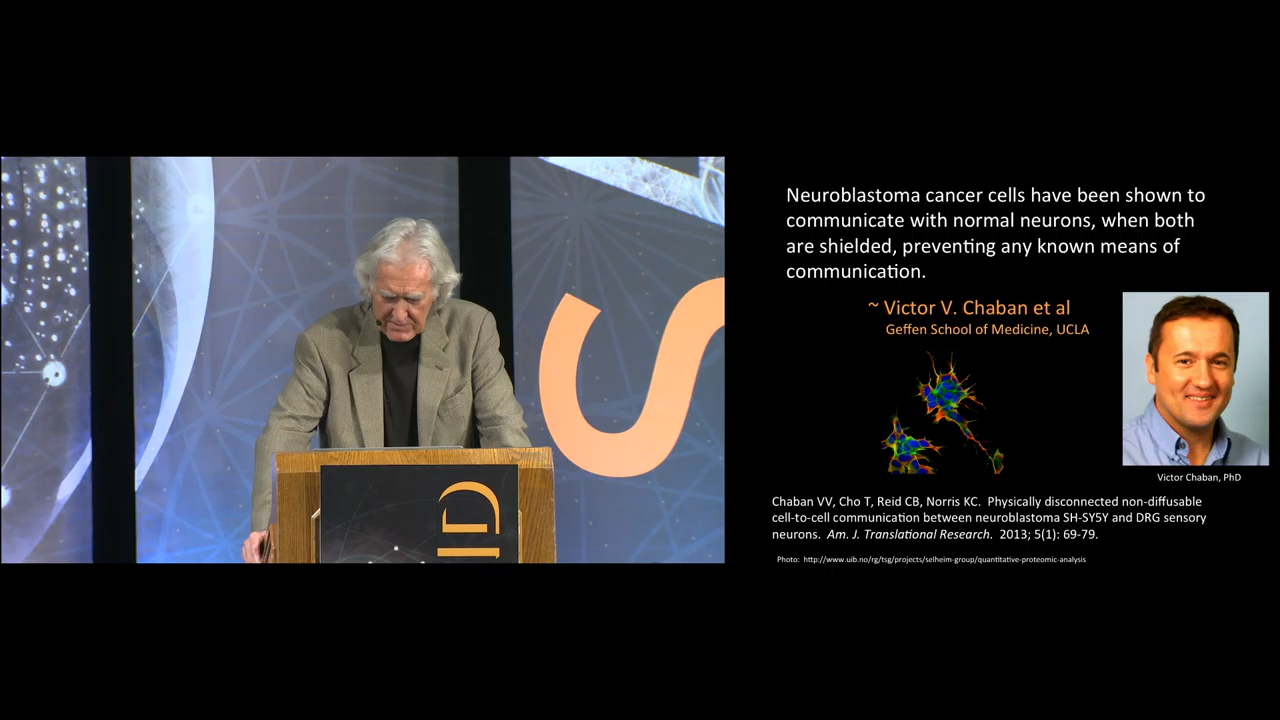 Neuroblastoma cancer cells have been shown to
communicate with normal neurons, when both
are shielded, preventing any known means of
communication.
~ Victor V. Chaban et al
Geffen School of Medicine, UCLA
Victor Chaban, PhD
Chaban VV, Cho T, Reid CB, Norris KC. Physically disconnected non-diffusable
cell-to-cell communication between neuroblastoma SH-SY5Y and DRG sensory
neurons. Am. J. Translational Research. 2013; 5(1): 69-79.
Photo: http://www.uib.no/rg/tsg/projects/selheim-group/quantitative-proteomic-analysis